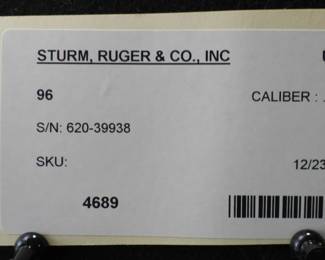 STURM, RUGER & CO., INC
96 CALIBER : .
S/N: 620-39938
SKU: 12/23
4689